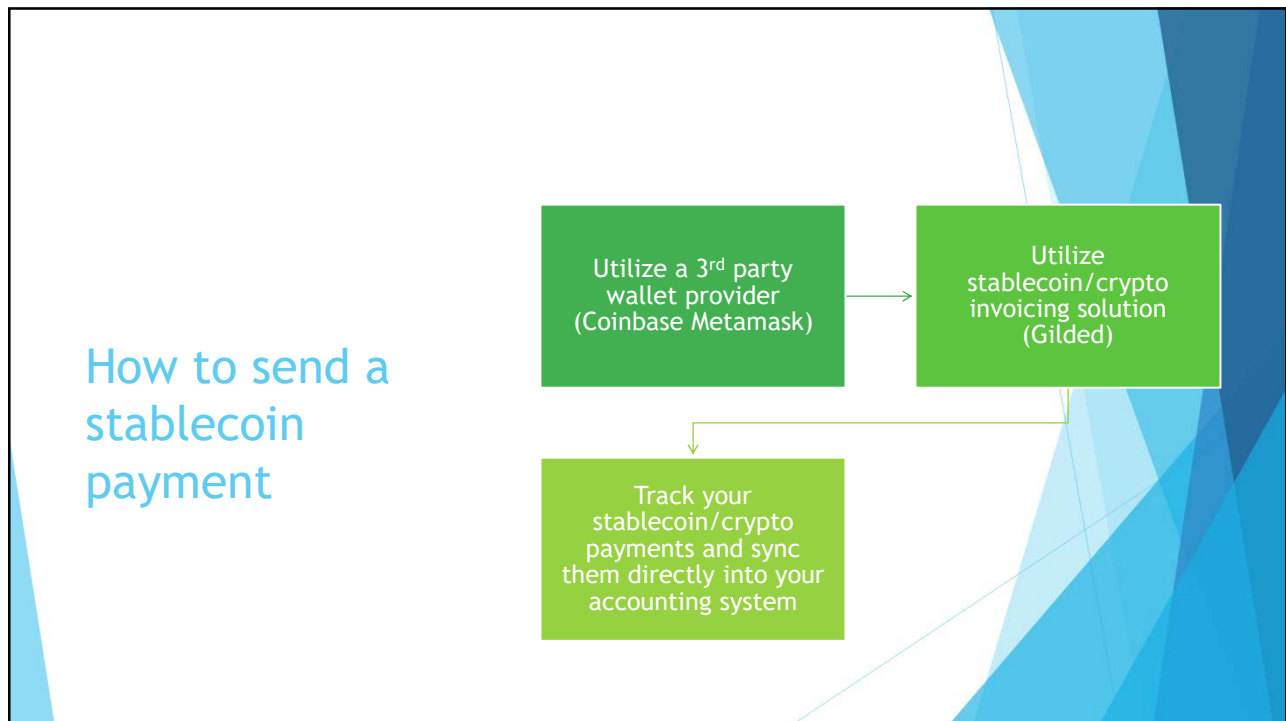 How to send a
stablecoin
payment
Utilize a 3rd party
wallet provider
(Coinbase Metamask)
Utilize
stablecoin/crypto
invoicing solution
(Gilded)
Track your
stablecoin/crypto
payments and sync
them directly into your
accounting system